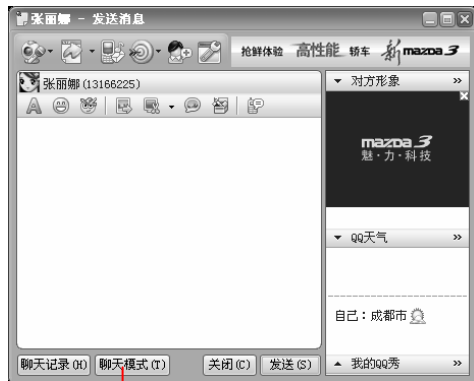 张丽娜 - 发送消息
抢鲜体验 高性能 轿车 新 mazda 3
张丽娜 (13166225)
对方形象
mazda 3
魅·力·科技
QQ天气
自己：成都市
我的QQ秀
聊天记录(H) 聊天模式(T) 关闭(C) 发送(S)